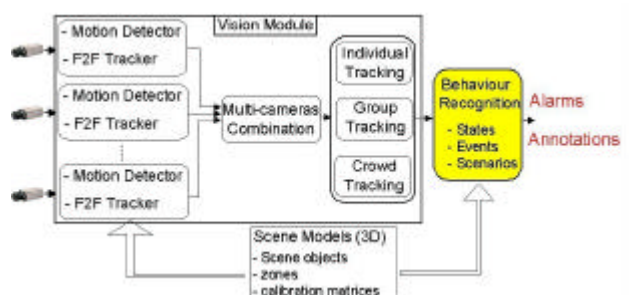 Vision Module
- Motion Detector
- F2F Tracker
- Motion Detector
- F2F Tracker
- Motion Detector
- F2F Tracker
Multi-cameras
Combination
Individual
Tracking
Group
Tracking
Crowd
Tracking
Behaviour
Recognition
- States
- Events
- Scenarios
Alarms
Annotations
Scene Models (3D)
- Scene objects
- zones
- calibration matrices